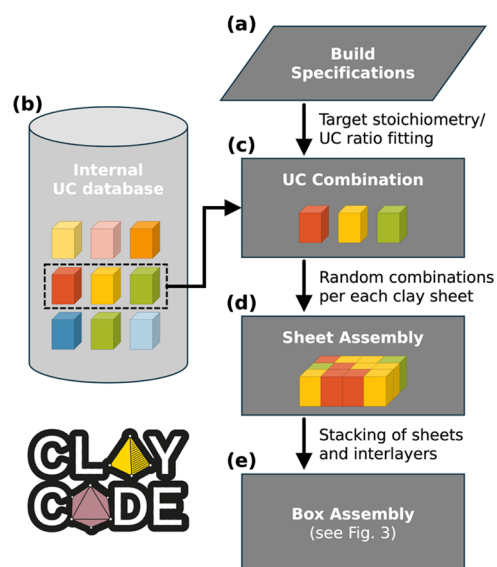 (a)
Build
Specifications
(b)
Internal
UC database
Target stoichiometry/
UC ratio fitting
(c)
UC Combination
Random combinations
per each clay sheet
(d)
Sheet Assembly
Stacking of sheets
and interlayers
(e)
Box Assembly
(see Fig. 3)
CLAY
CODE